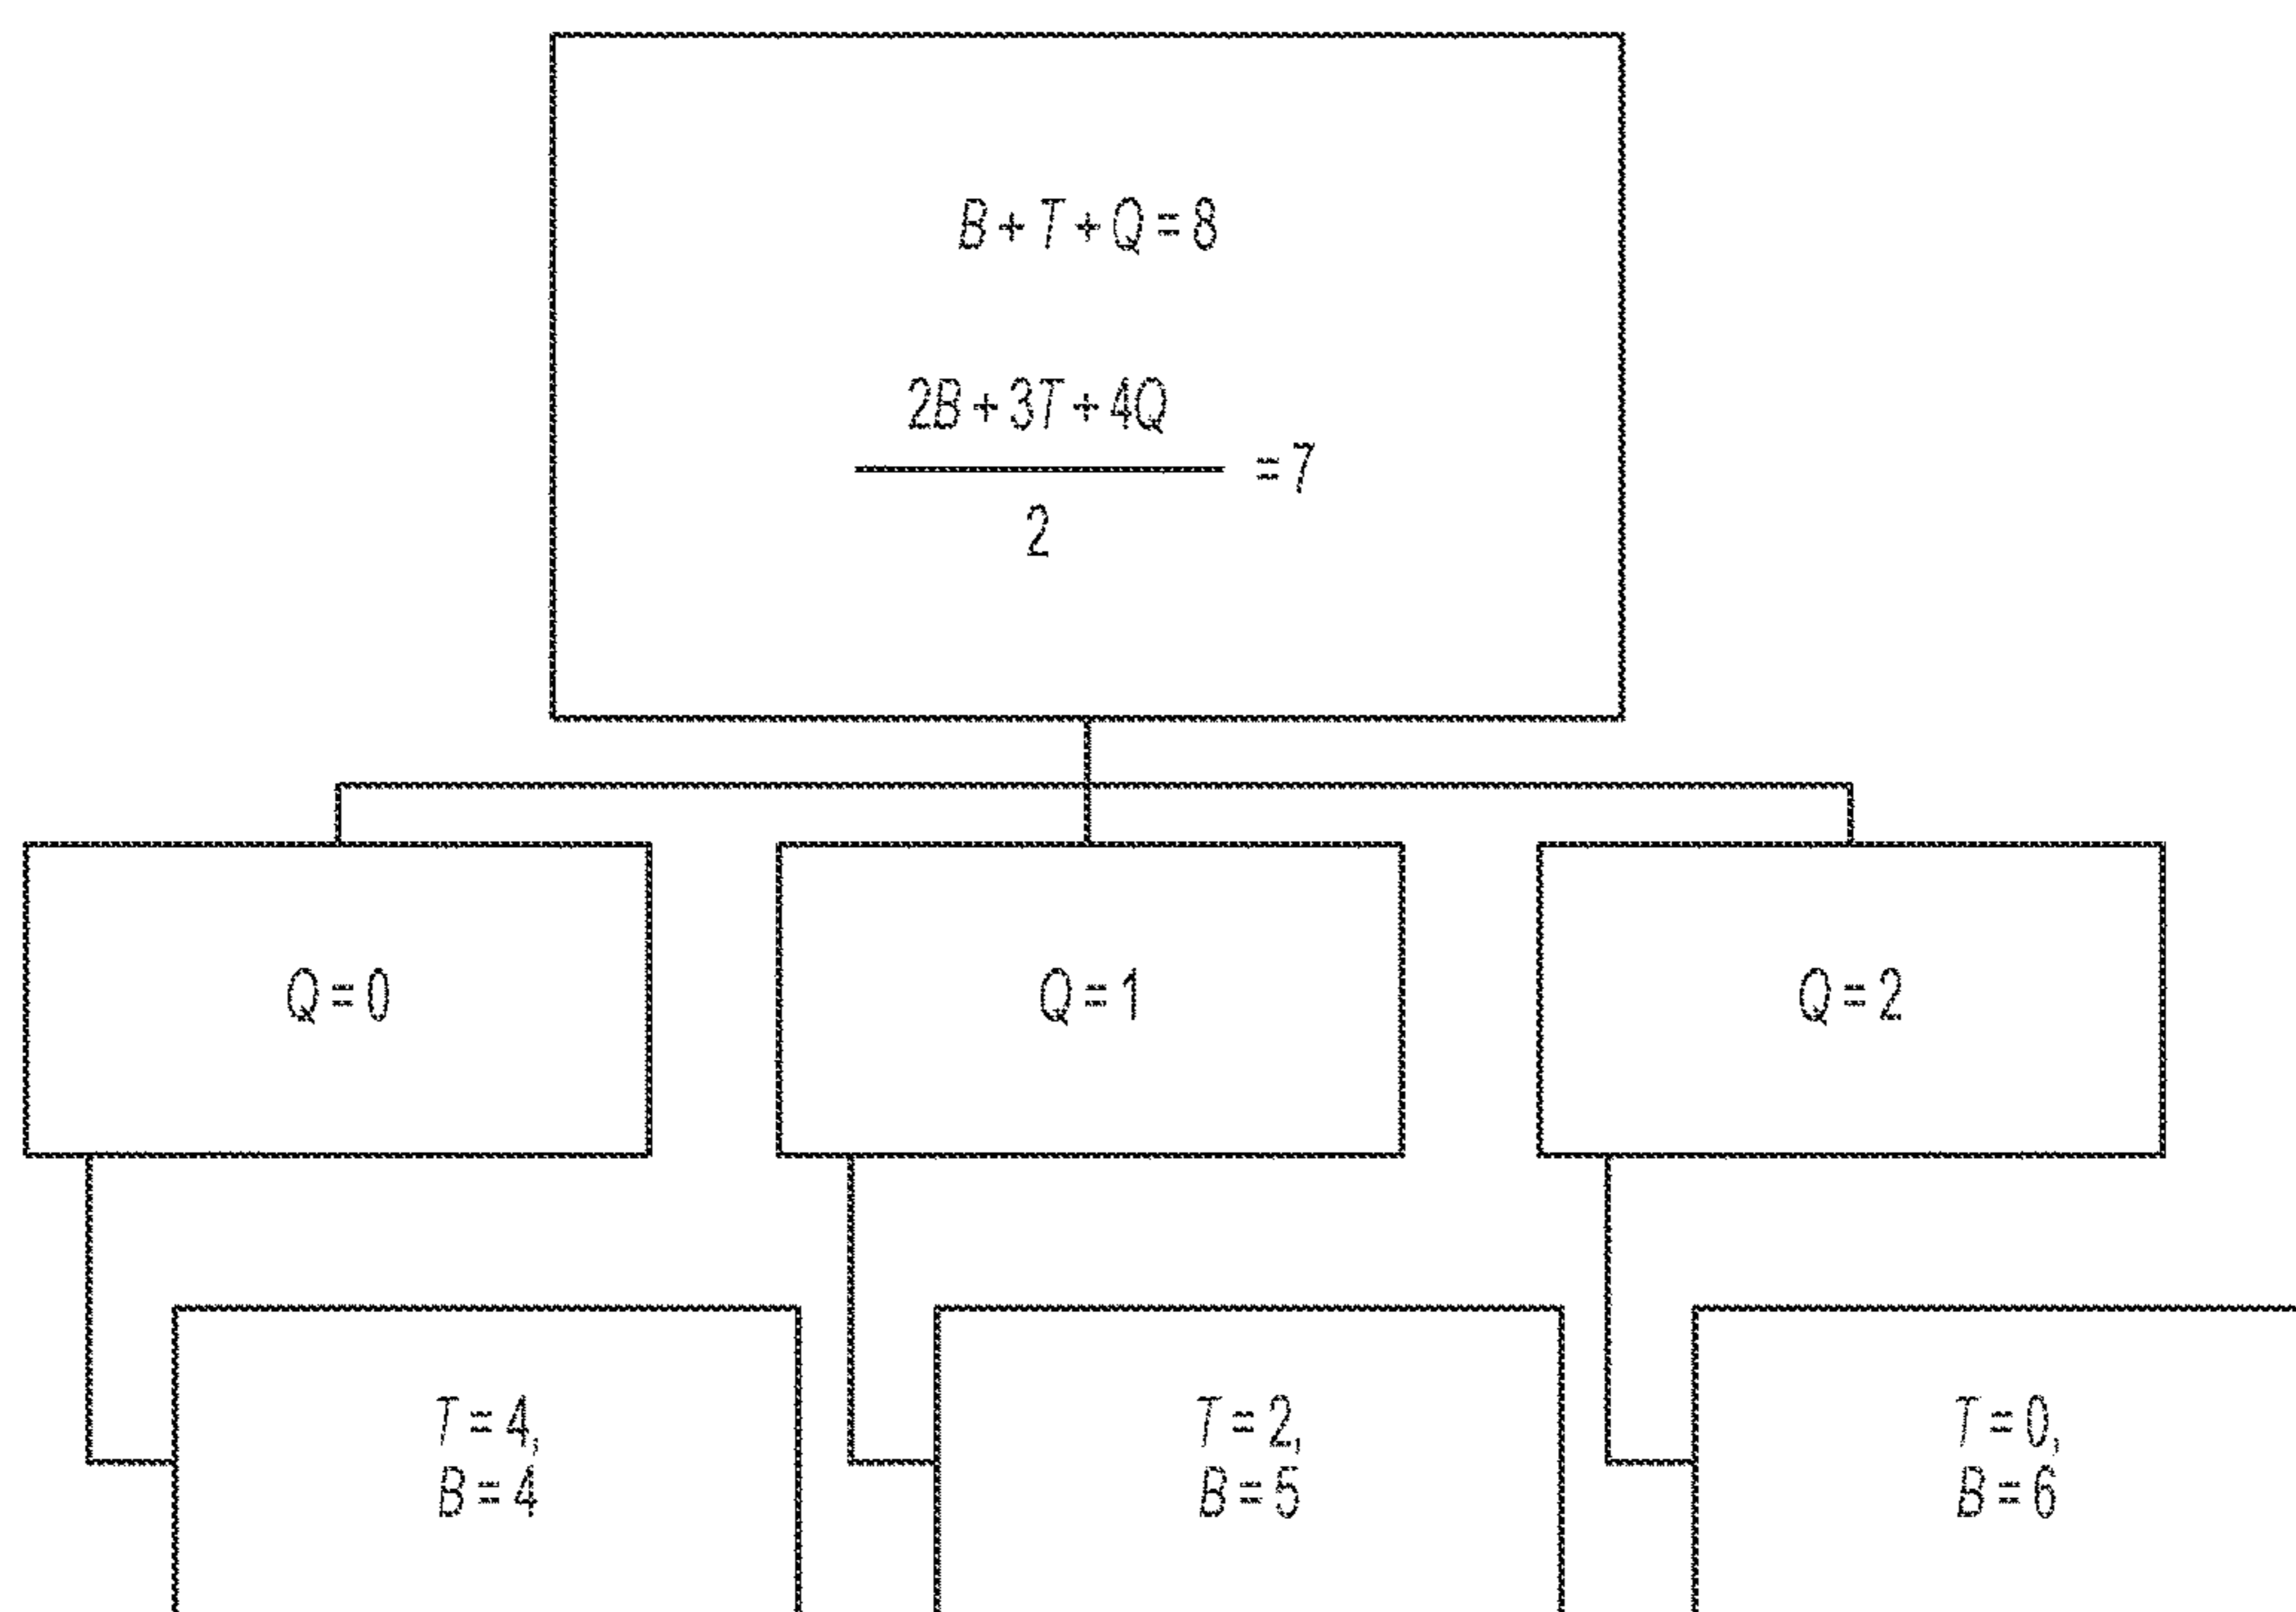 B + T + Q = 8
2B + 3T + 4Q
= 7
2
Q = 0
Q = 1
Q = 2
T = 4,
B = 4
T = 2,
B = 5
T = 0,
B = 6